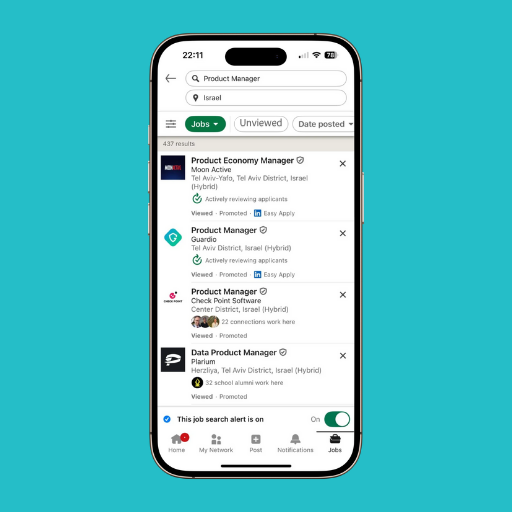 22:11
78
Product Manager
Israel
Jobs
Unviewed
Date posted
437 results
Product Economy Manager
Moon Active
Tel Aviv-Yafo, Tel Aviv District, Israel
(Hybrid)
Actively reviewing applicants
Viewed · Promoted · in Easy Apply
Product Manager
Guardio
Tel Aviv District, Israel (Hybrid)
Actively reviewing applicants
Viewed · Promoted · in Easy Apply
CHECK POINT
Product Manager
Check Point Software
Center District, Israel (Hybrid)
22 connections work here
Viewed · Promoted
Data Product Manager
Plarium
Herzliya, Tel Aviv District, Israel (Hybrid)
32 school alumni work here
Viewed · Promoted
This job search alert is on
On
Home
My Network
Post
Notifications
Jobs